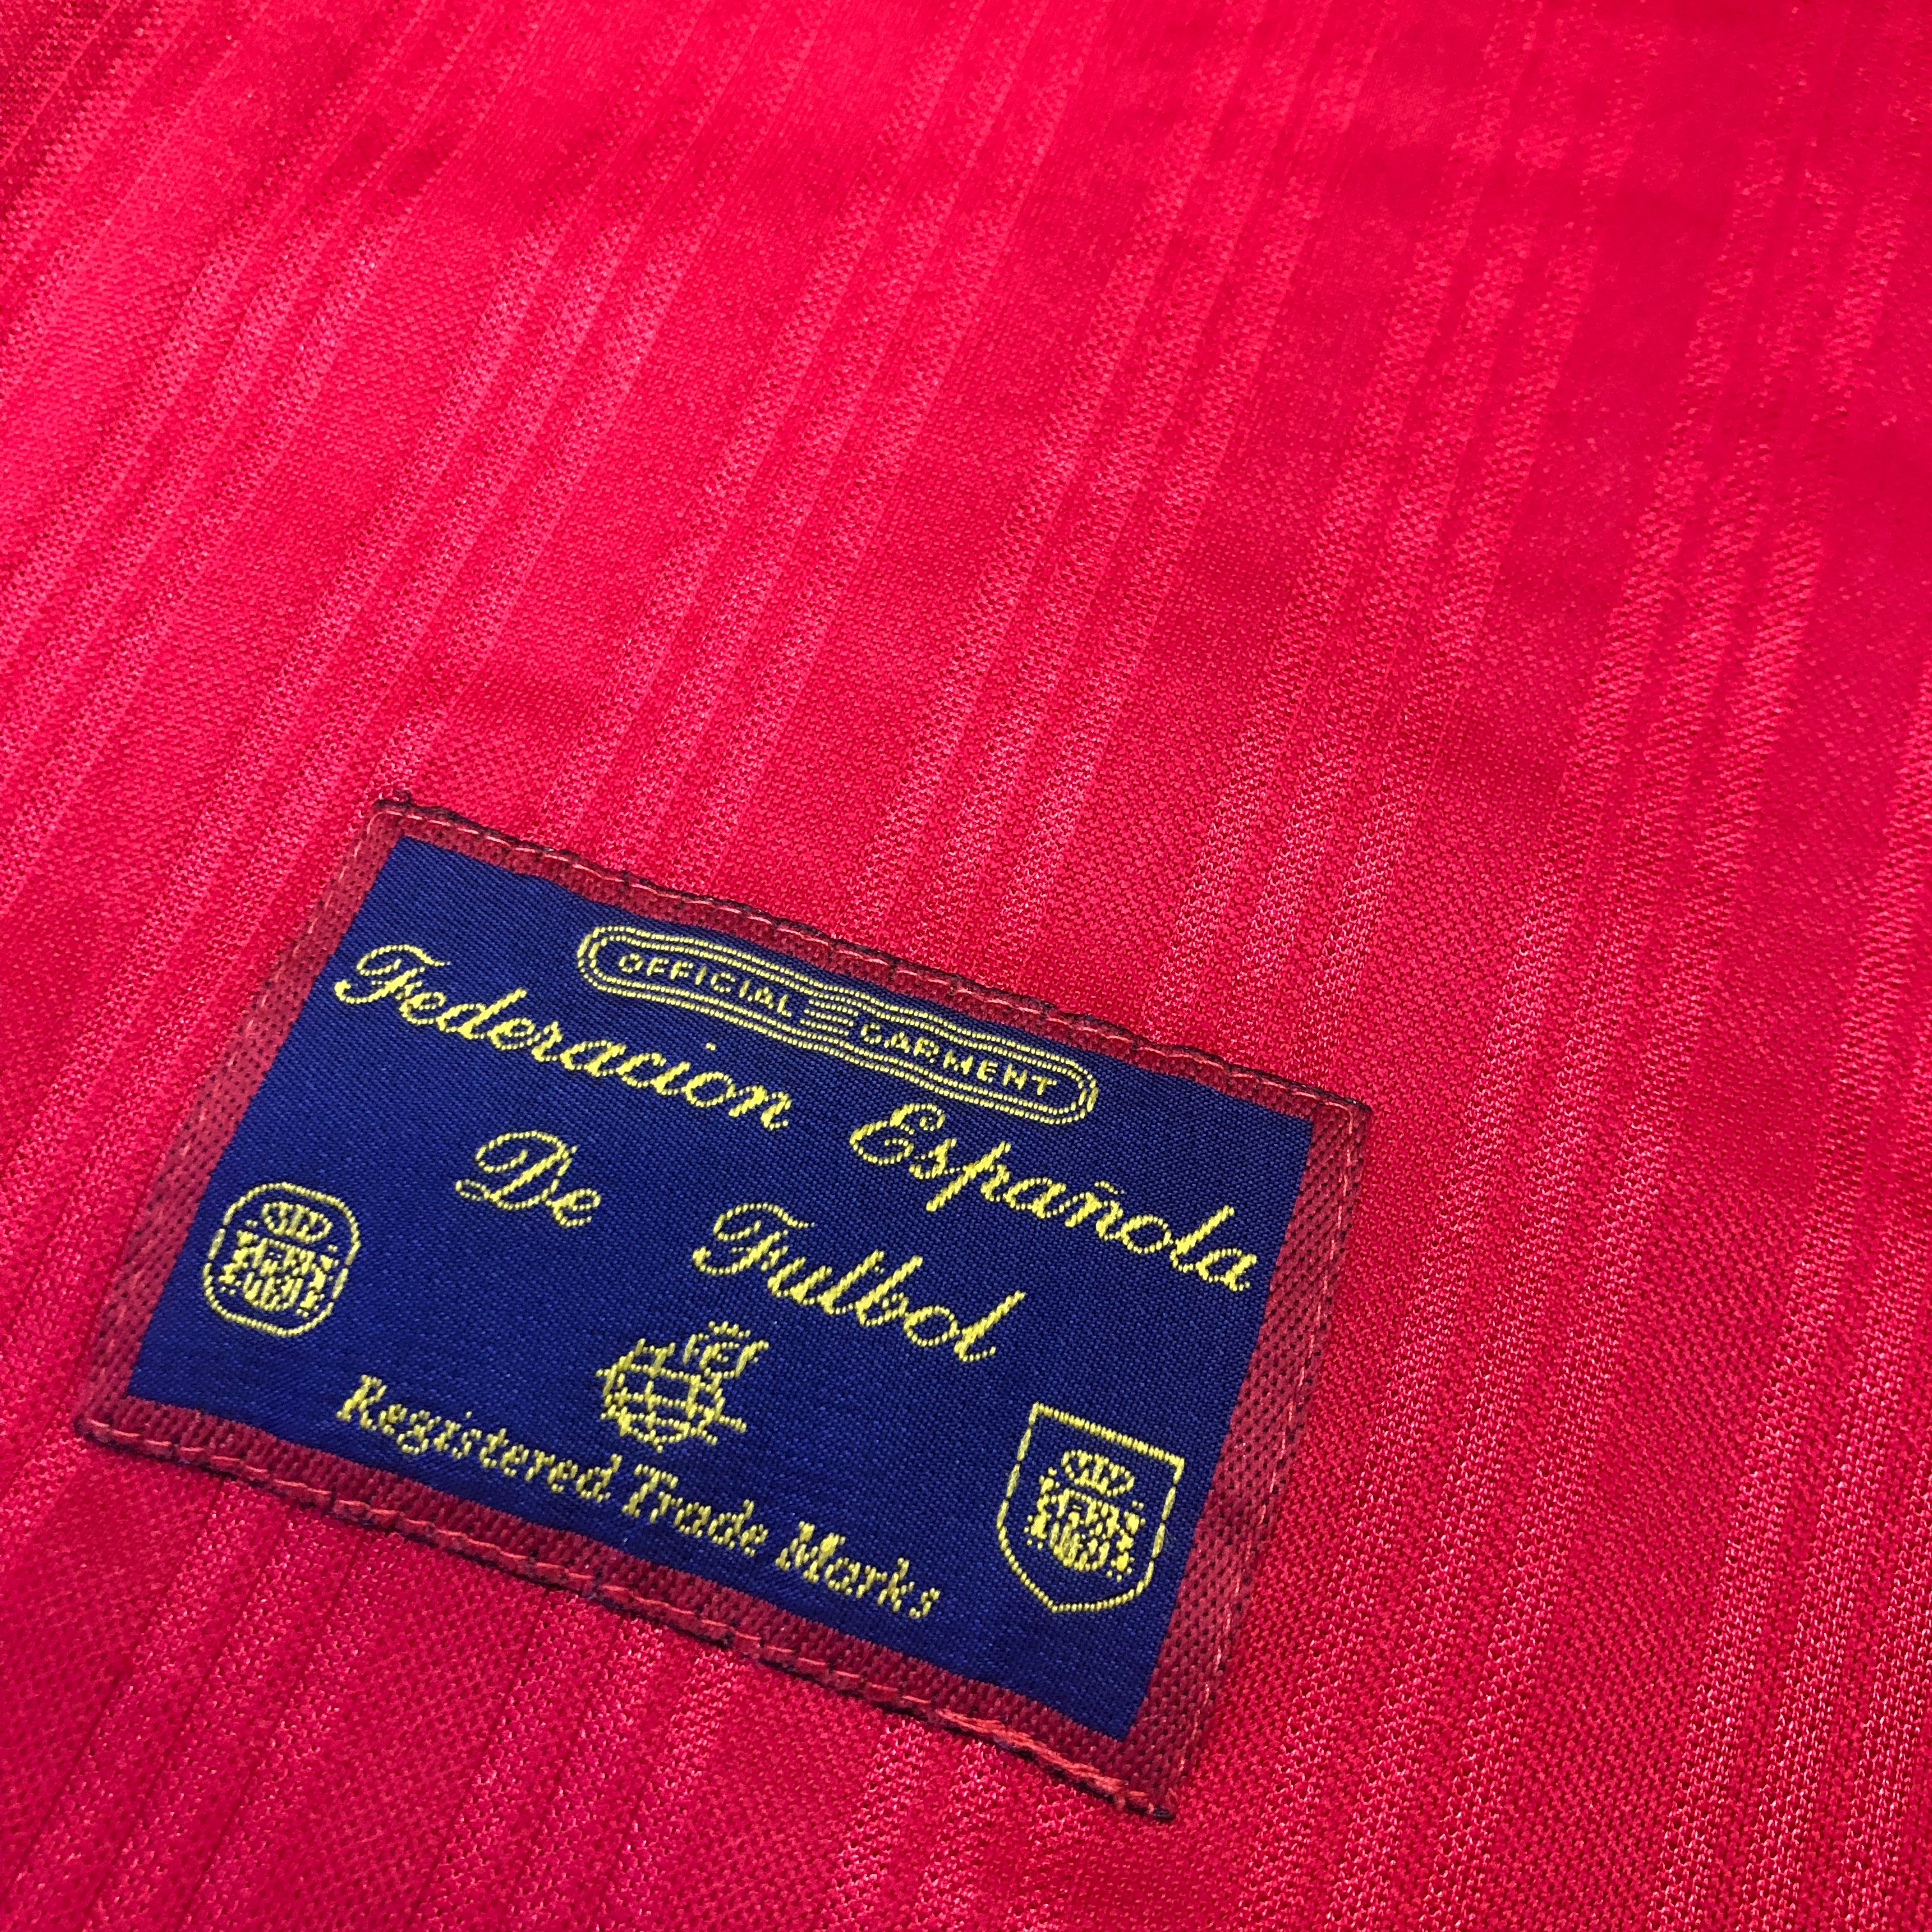 OFFICIAL GARMENT
Federacion Española
De Futbol
Registered Trade Marks